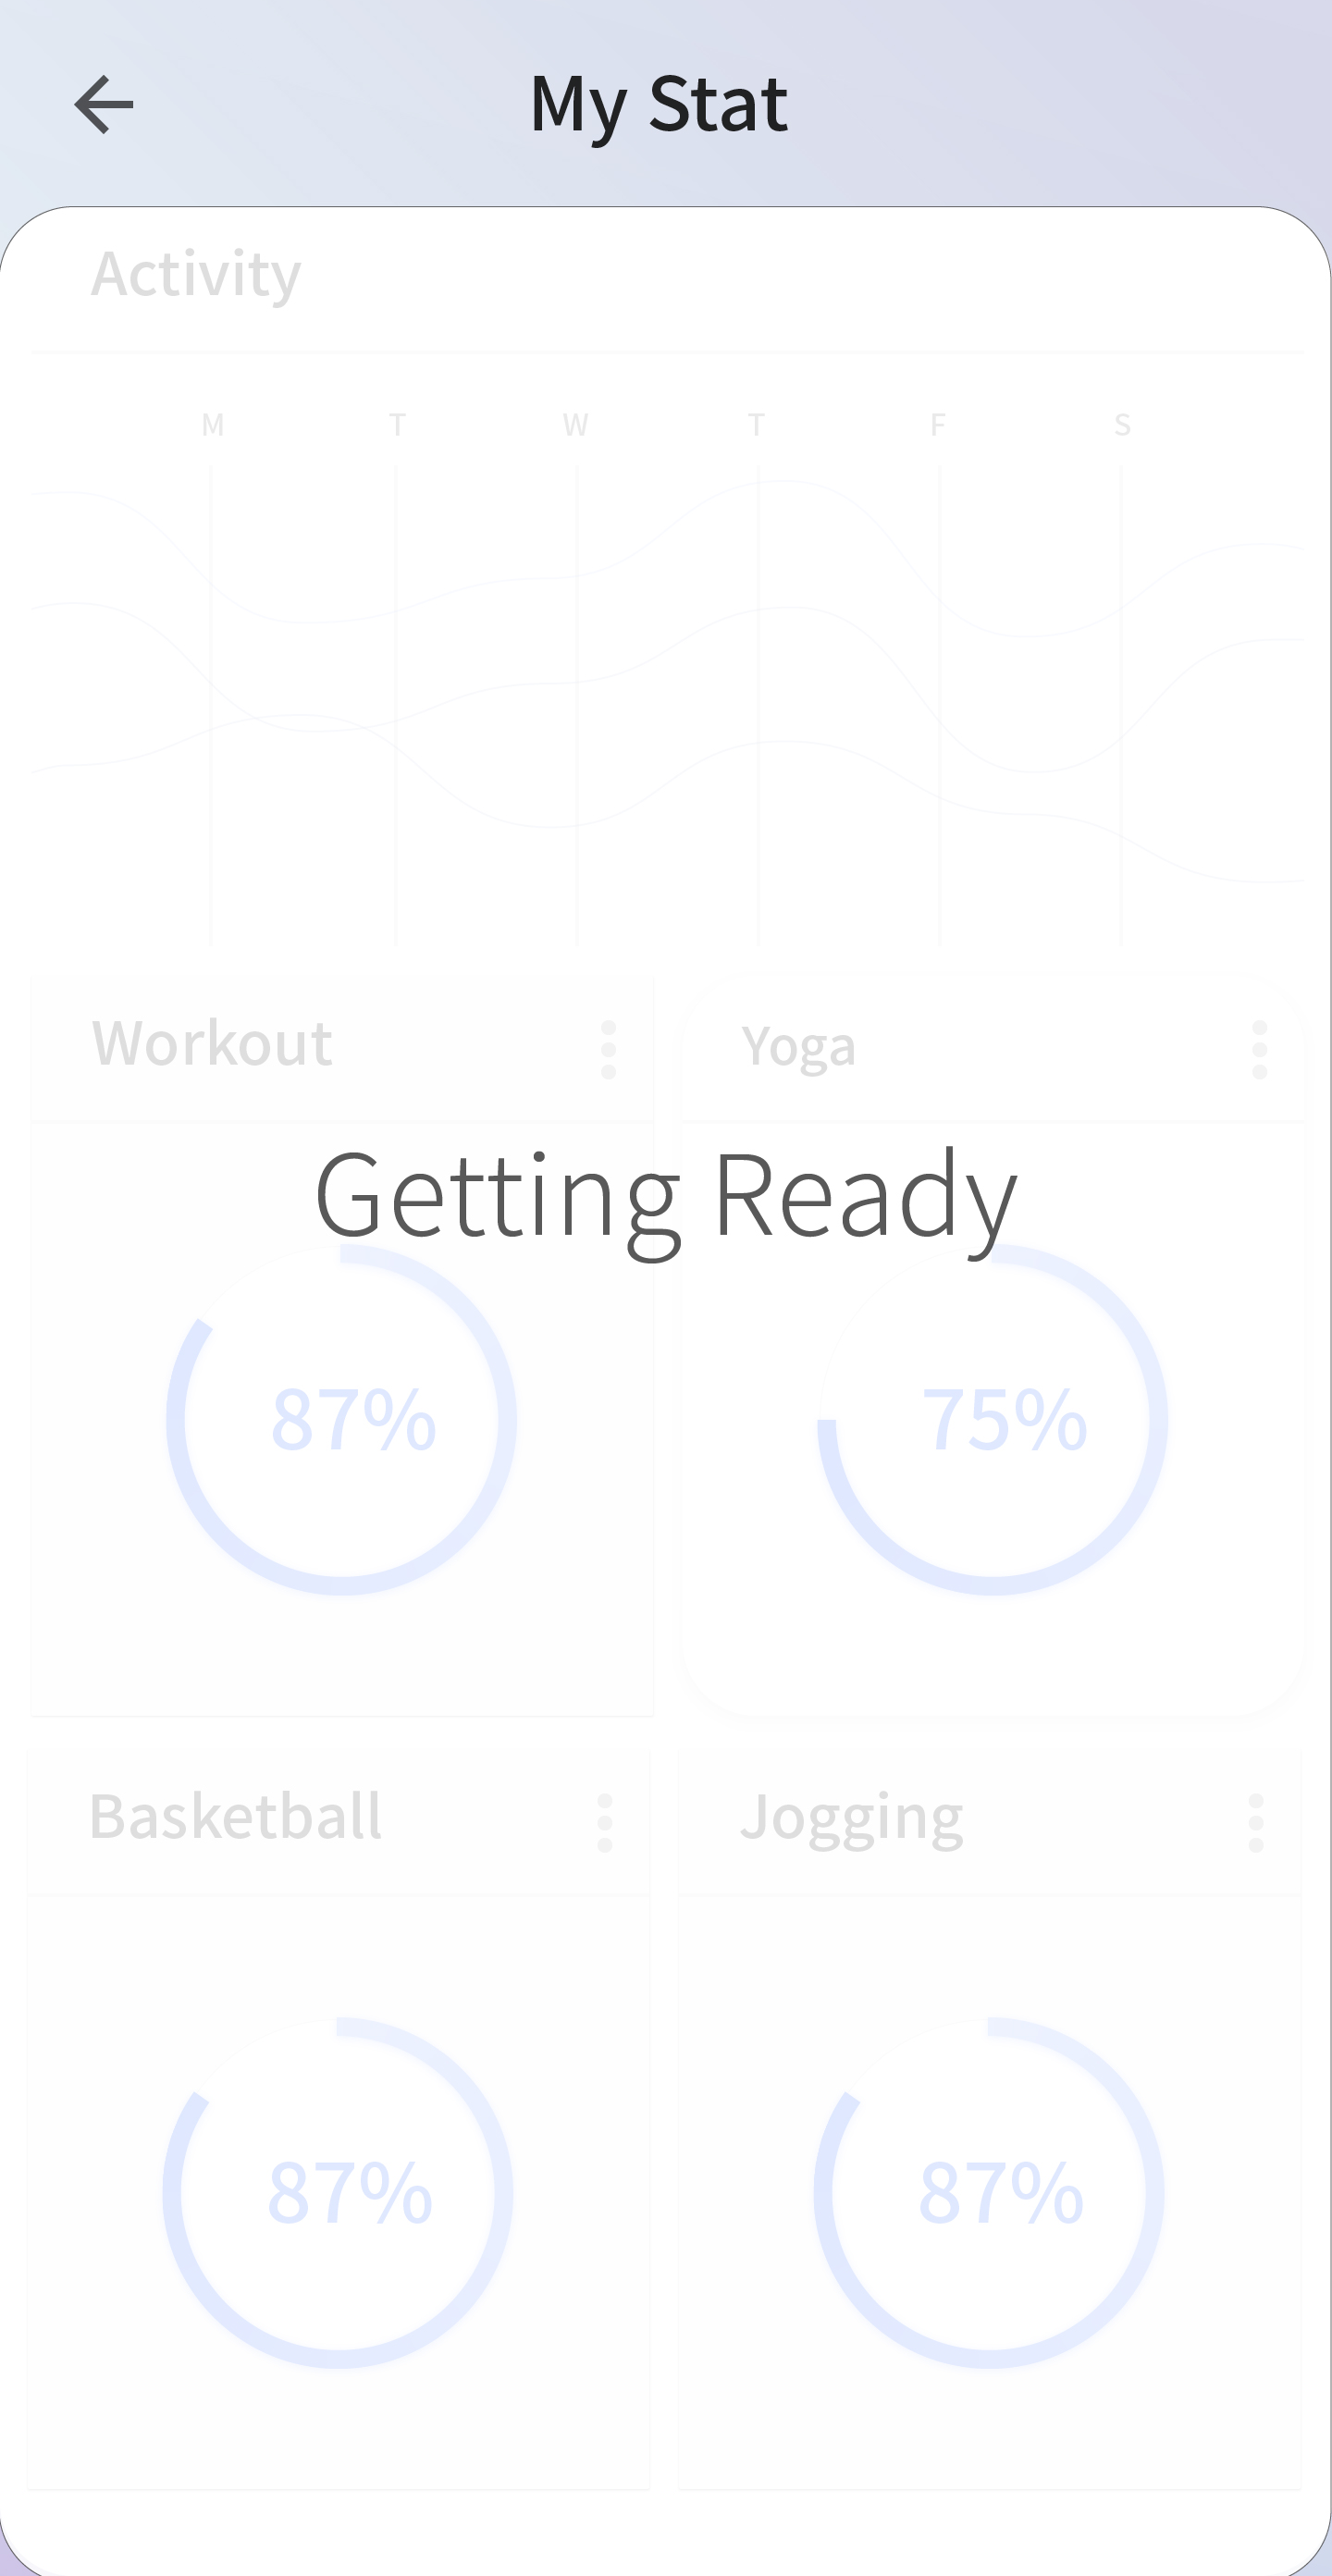 My Stat
Activity
M T W T F S
Workout
Yoga
Getting Ready
87%
75%
Basketball
Jogging
87%
87%